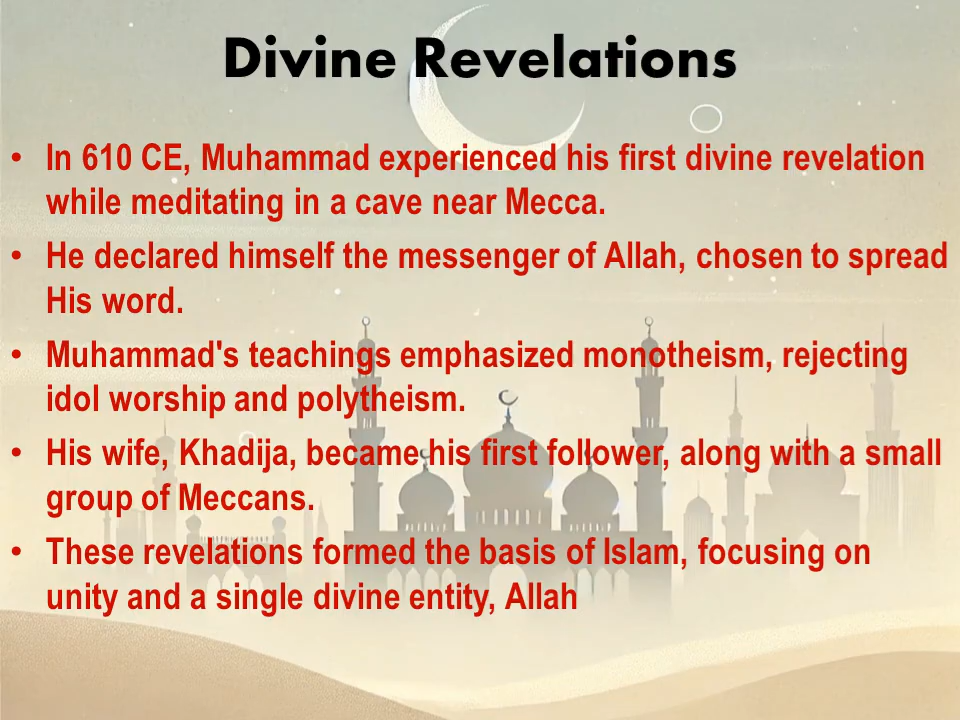 Divine Revelations
• In 610 CE, Muhammad experienced his first divine revelation
while meditating in a cave near Mecca.
• He declared himself the messenger of Allah, chosen to spread
His word.
• Muhammad's teachings emphasized monotheism, rejecting
idol worship and polytheism.
• His wife, Khadija, became his first follower, along with a small
group of Meccans.
• These revelations formed the basis of Islam, focusing on
unity and a single divine entity, Allah